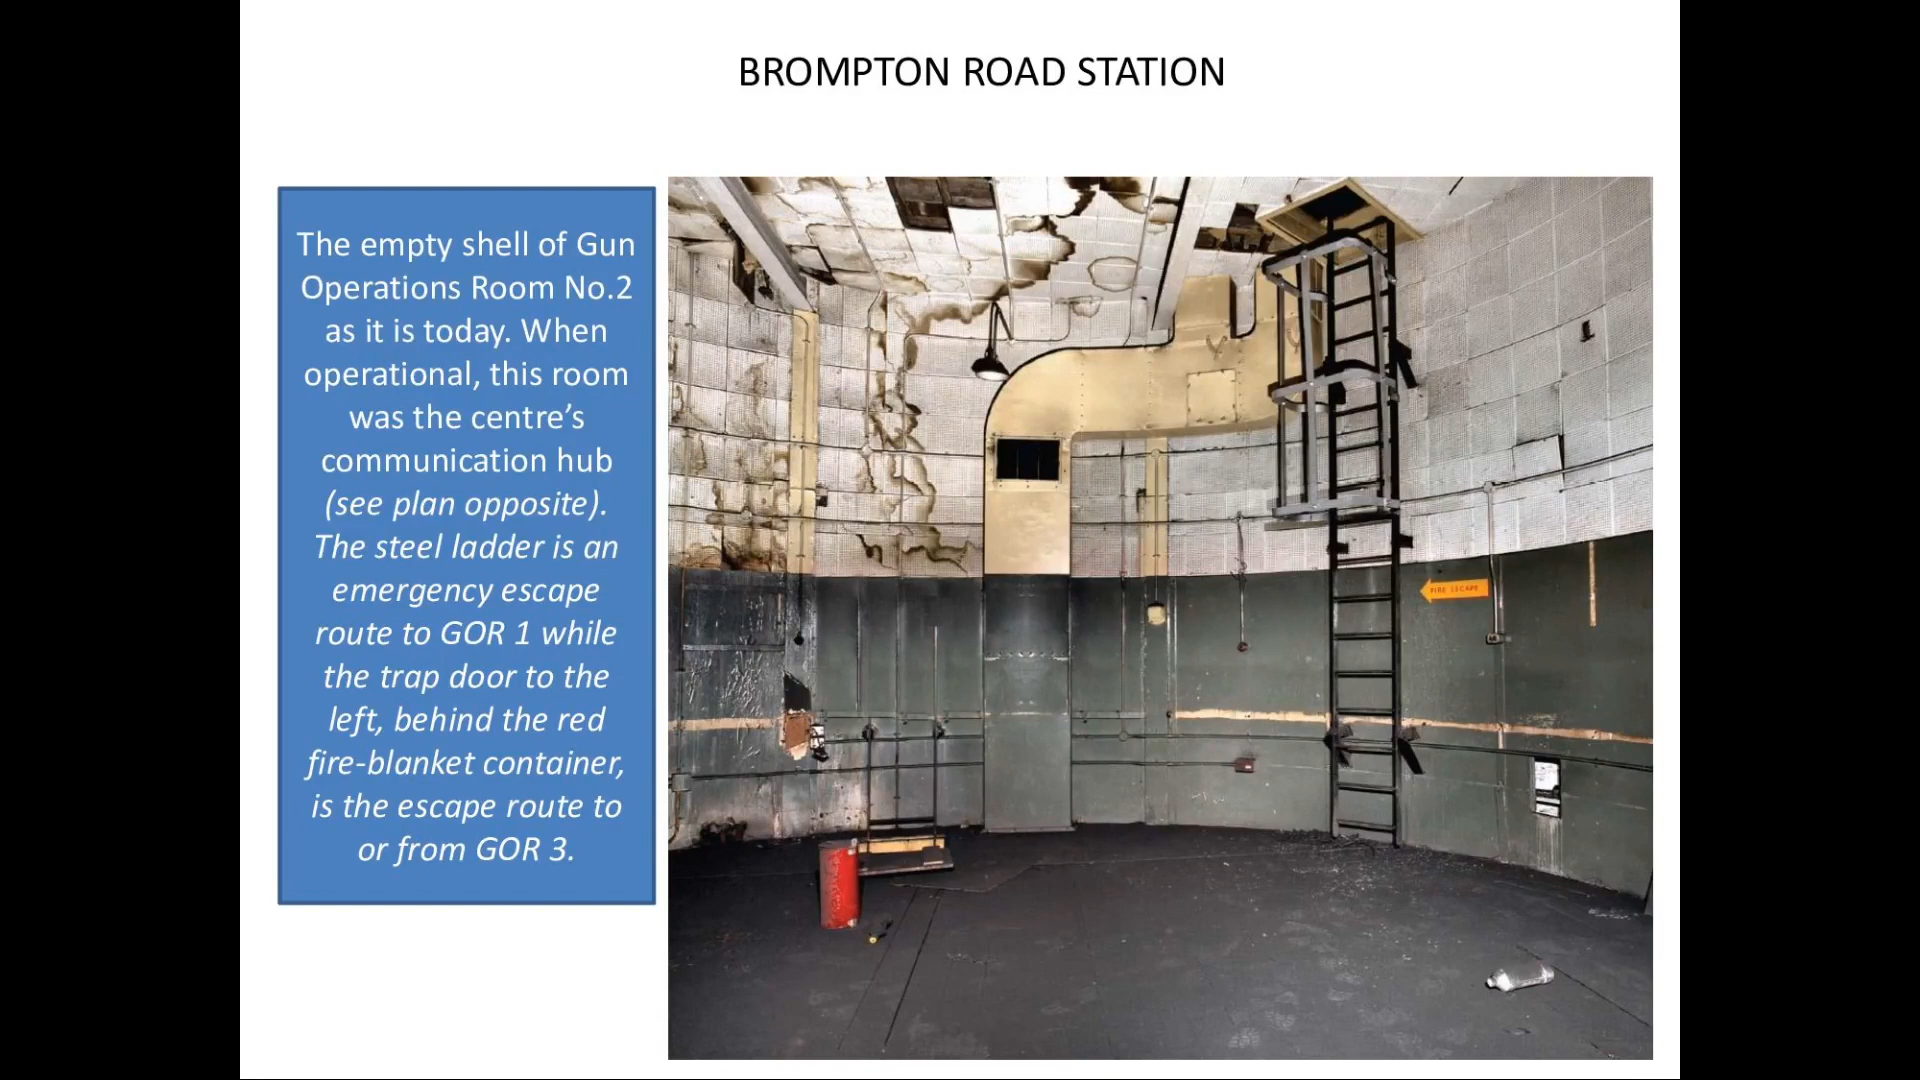 BROMPTON ROAD STATION
The empty shell of Gun
Operations Room No.2
as it is today. When
operational, this room
was the centre's
communication hub
(see plan opposite).
The steel ladder is an
emergency escape
route to GOR 1 while
the trap door to the
left, behind the red
fire-blanket container,
is the escape route to
or from GOR 3.
FIRE ESCAPE